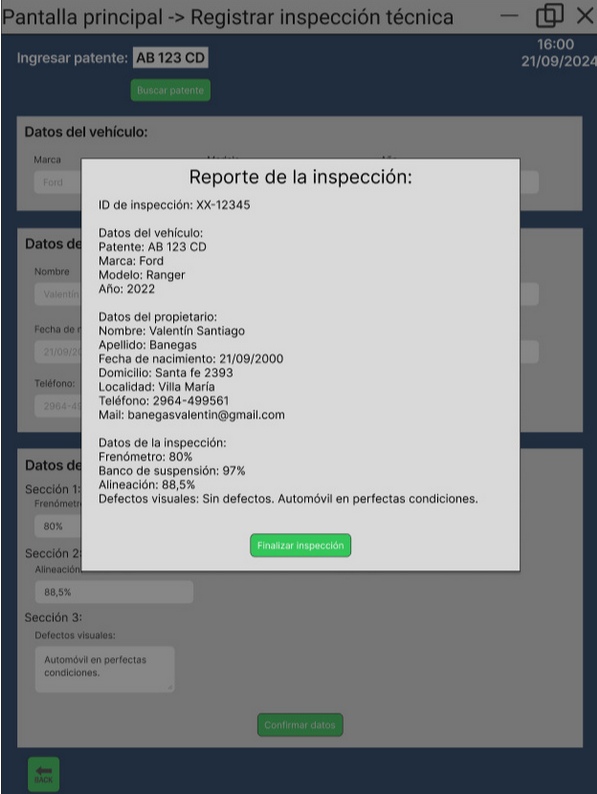 Pantalla principal -> Registrar inspección técnica
16:00
21/09/2024
Ingresar patente: AB 123 CD
Buscar patente
Datos del vehículo:
Marca
Ford
Reporte de la inspección:
ID de inspección: XX-12345
Datos del vehículo:
Patente: AB 123 CD
Marca: Ford
Modelo: Ranger
Año: 2022
Datos del propietario:
Nombre: Valentín Santiago
Apellido: Banegas
Fecha de nacimiento: 21/09/2000
Domicilio: Santa fe 2393
Localidad: Villa María
Teléfono: 2964-499561
Mail: banegasvalentin@gmail.com
Datos de la inspección:
Frenómetro: 80%
Banco de suspensión: 97%
Alineación: 88,5%
Defectos visuales: Sin defectos. Automóvil en perfectas condiciones.
Finalizar inspección
Datos de
Nombre
Valentín
Fecha de n
21/09/20
Teléfono:
2964-49
Datos de
Sección 1:
Frenómetr
80%
Sección 2:
Alineación
88,5%
Sección 3:
Defectos visuales:
Automóvil en perfectas
condiciones.
Confirmar datos
BACK